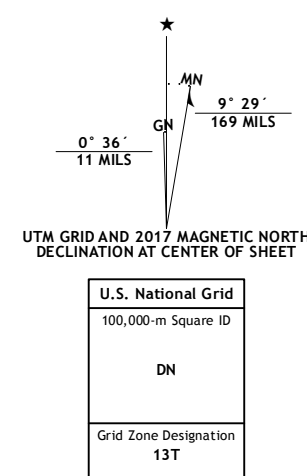 ★
MN
GN
9° 29´
169 MILS
0° 36´
11 MILS
UTM GRID AND 2017 MAGNETIC NORTH
DECLINATION AT CENTER OF SHEET
U.S. National Grid
100,000-m Square ID
DN
Grid Zone Designation
13T